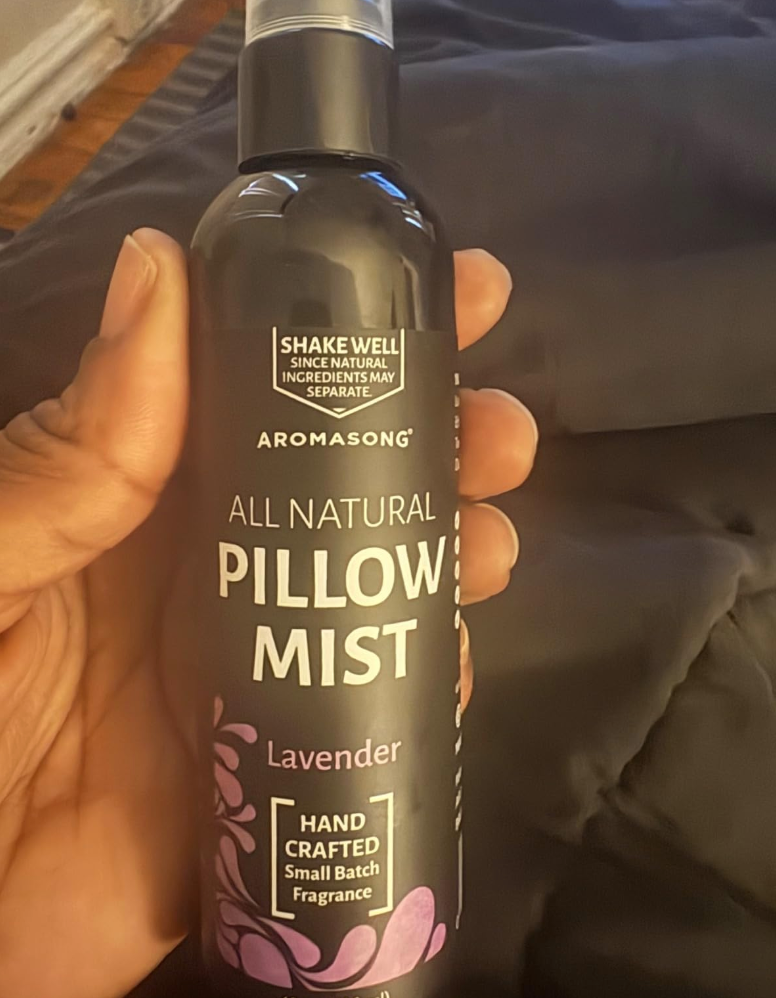 SHAKE WELL
SINCE NATURAL
INGREDIENTS MAY
SEPARATE.
AROMASONG®
ALL NATURAL
PILLOW
MIST
Lavender
HAND
CRAFTED
Small Batch
Fragrance